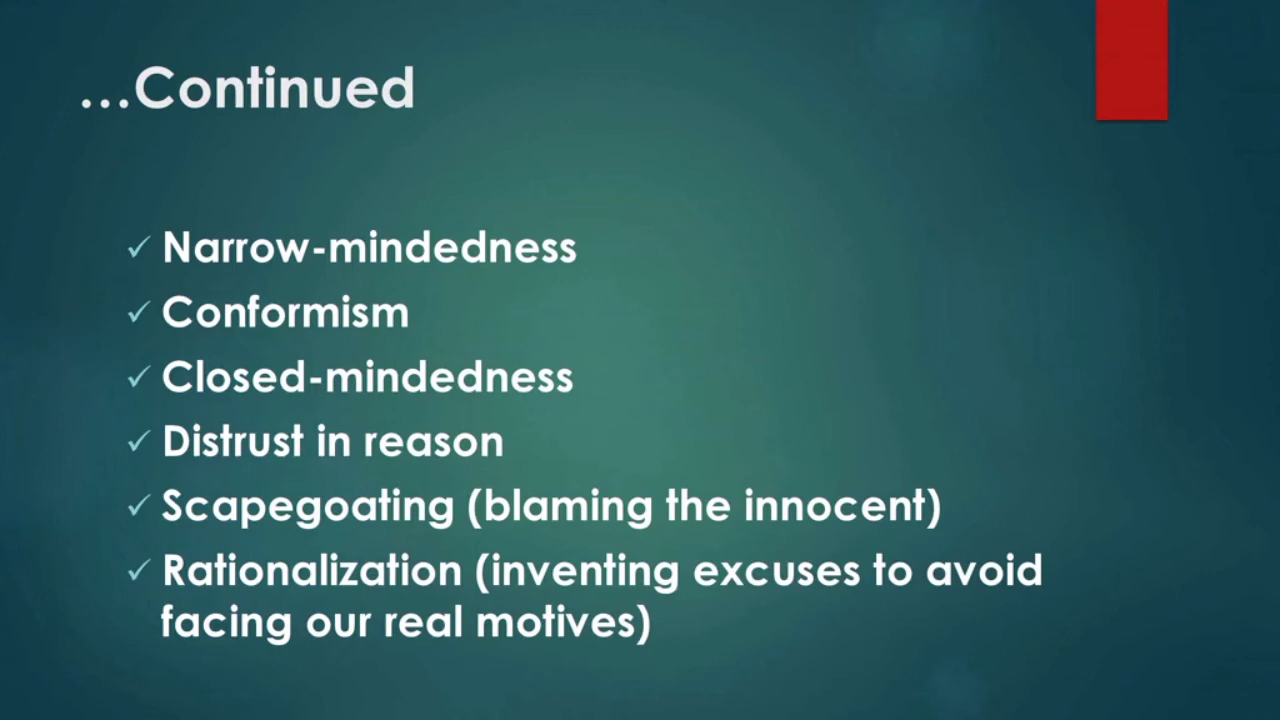 ...Continued
✓ Narrow-mindedness
✓ Conformism
✓ Closed-mindedness
✓ Distrust in reason
✓ Scapegoating (blaming the innocent)
✓ Rationalization (inventing excuses to avoid
facing our real motives)